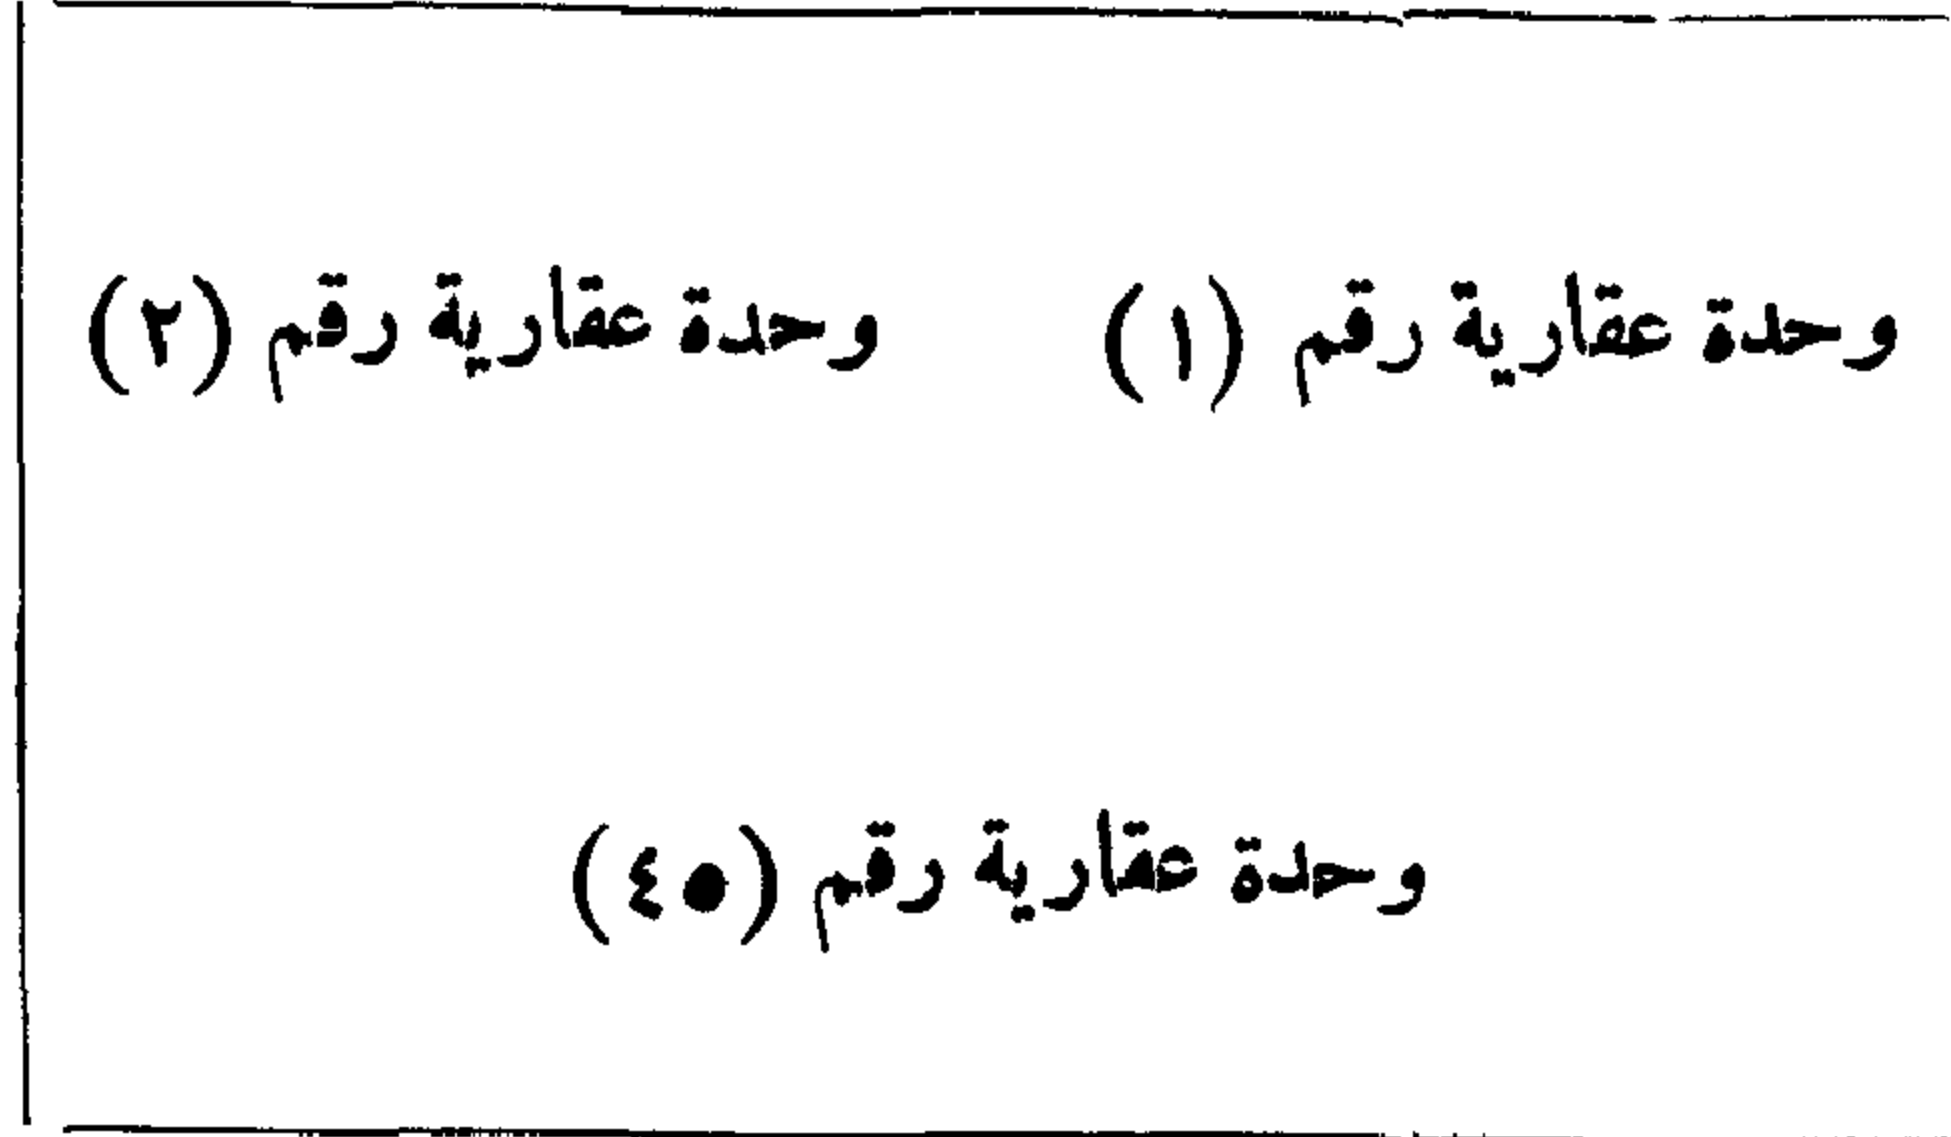 وحدة عقارية رقم (١) وحدة عقارية رقم (٢)
وحدة عقارية رقم (٤٥)